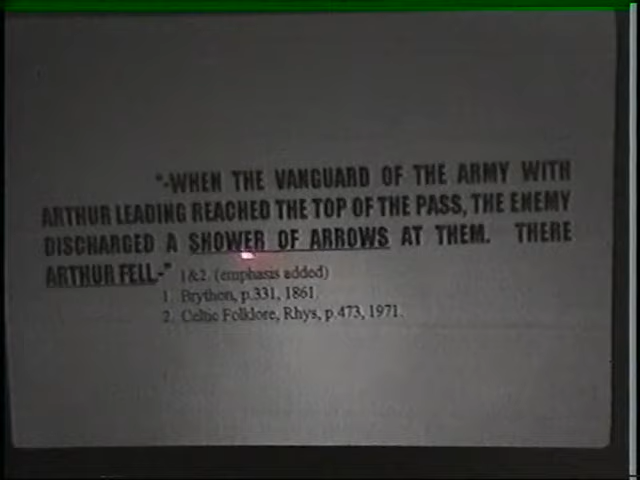 "-WHEN THE VANGUARD OF THE ARMY WITH
ARTHUR LEADING REACHED THE TOP OF THE PASS, THE ENEMY
DISCHARGED A SHOWER OF ARROWS AT THEM. THERE
ARTHUR FELL-" 1&2. (emphasis added)
1. Brython, p.331, 1861.
2. Celtic Folklore, Rhys, p.473, 1971.